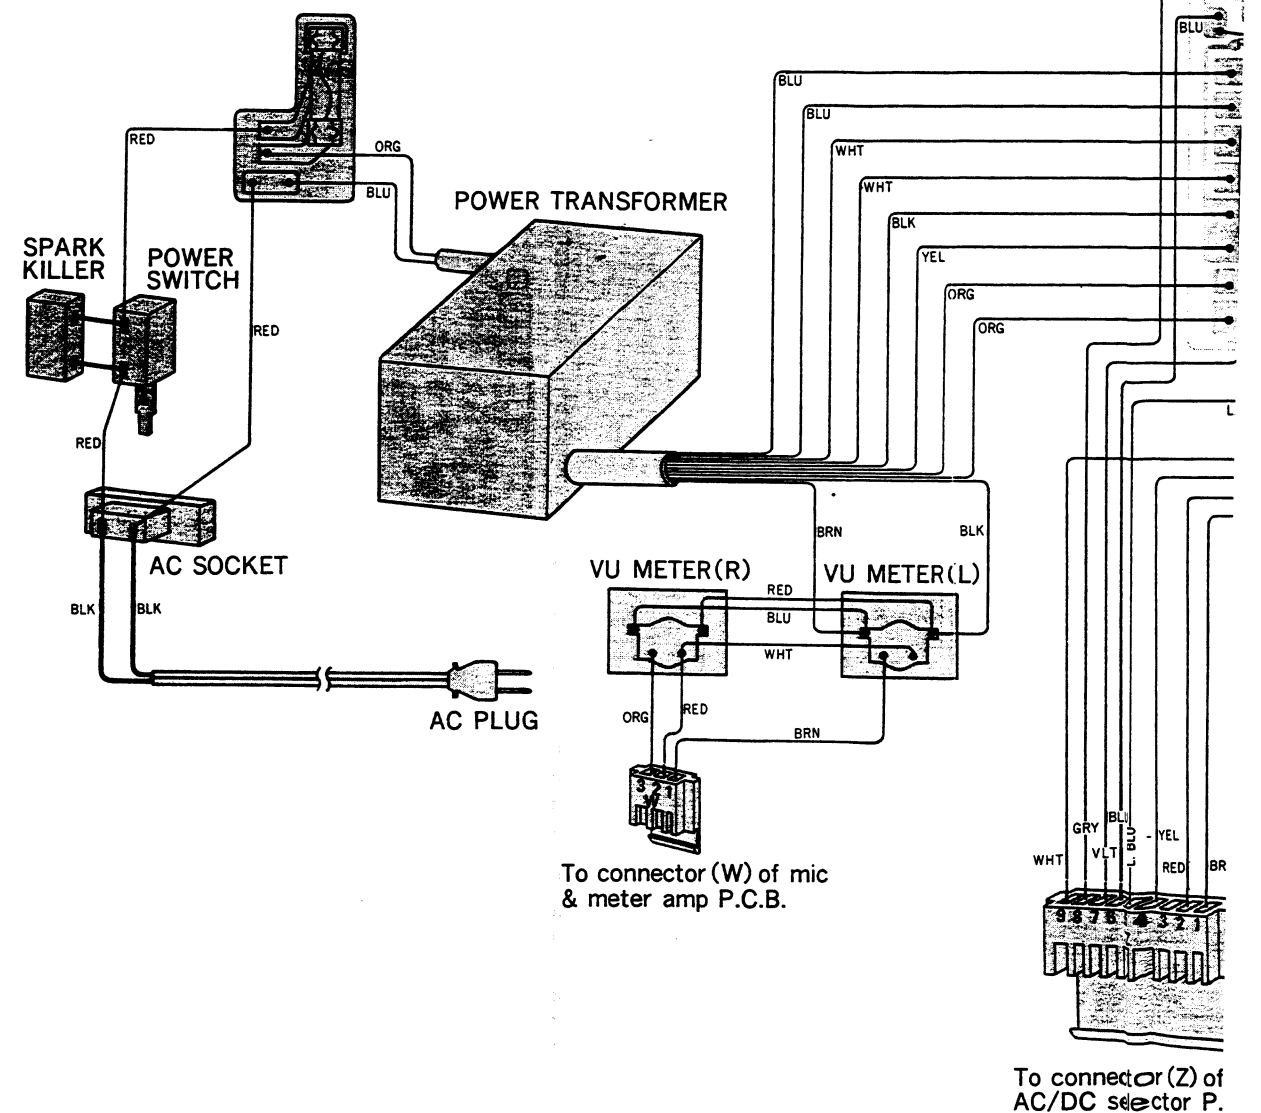 BLU
BLU
BLU
RED
ORG
WHT
BLU
WHT
POWER TRANSFORMER
BLK
SPARK
KILLER
POWER
SWITCH
YEL
ORG
RED
ORG
L
RED
BRN
BLK
AC SOCKET
VU METER(R)
VU METER(L)
RED
BLK
BLK
BLU
WHT
ORG
RED
AC PLUG
BRN
3 2 1
W
BLU
GRY
L. BLU
YEL
VLT
WHT
RED
BR
To connector (W) of mic
& meter amp P.C.B.
9 8 7 6 4 3 2 1
To connector (Z) of
AC/DC selector P.